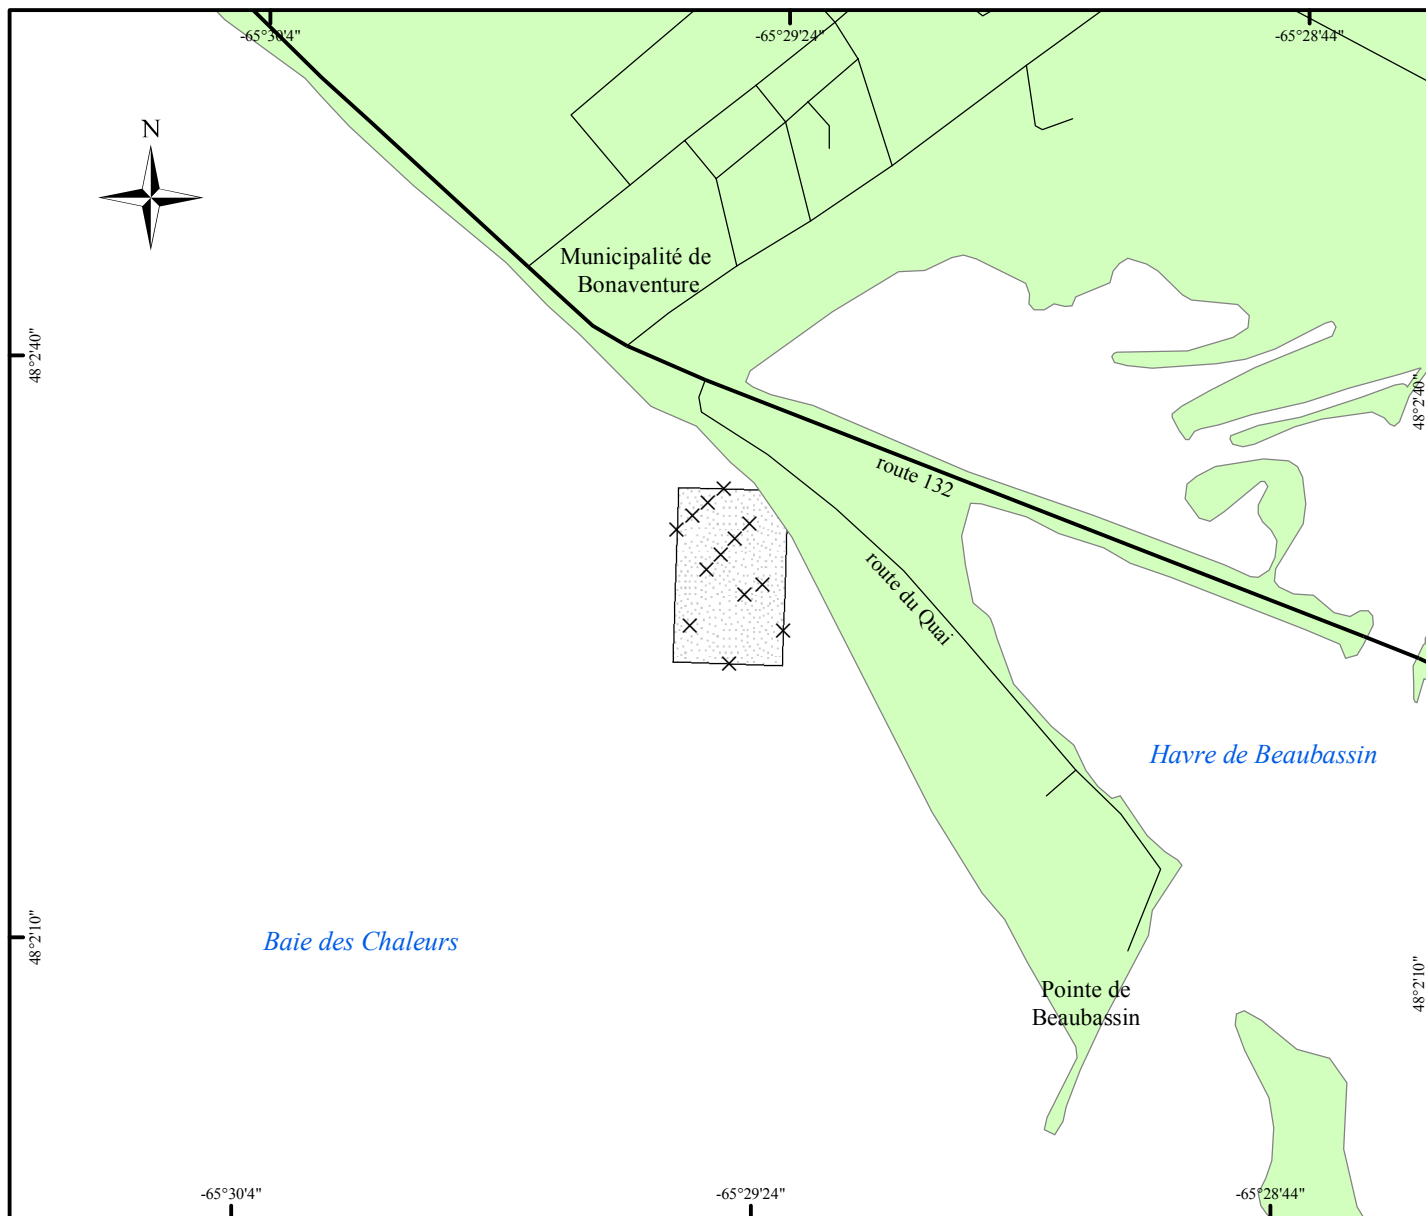 -65°30'4"
-65°29'24"
-65°28'44"
N
Municipalité de
Bonaventure
48°2'40"
48°2'40"
route 132
route du Quai
Havre de Beaubassin
Baie des Chaleurs
48°2'10"
48°2'10"
Pointe de
Beaubassin
-65°30'4"
-65°29'24"
-65°28'44"